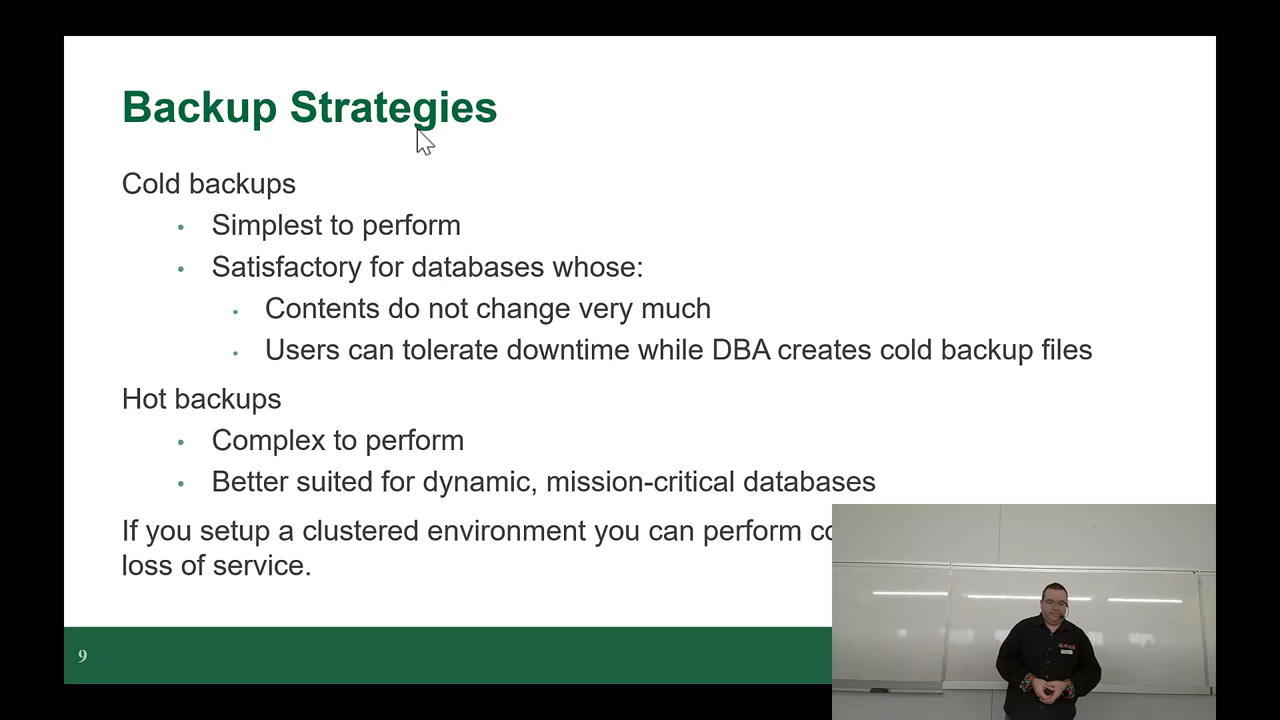 Backup Strategies
Cold backups
• Simplest to perform
• Satisfactory for databases whose:
• Contents do not change very much
• Users can tolerate downtime while DBA creates cold backup files
Hot backups
• Complex to perform
• Better suited for dynamic, mission-critical databases
If you setup a clustered environment you can perform
loss of service.
9